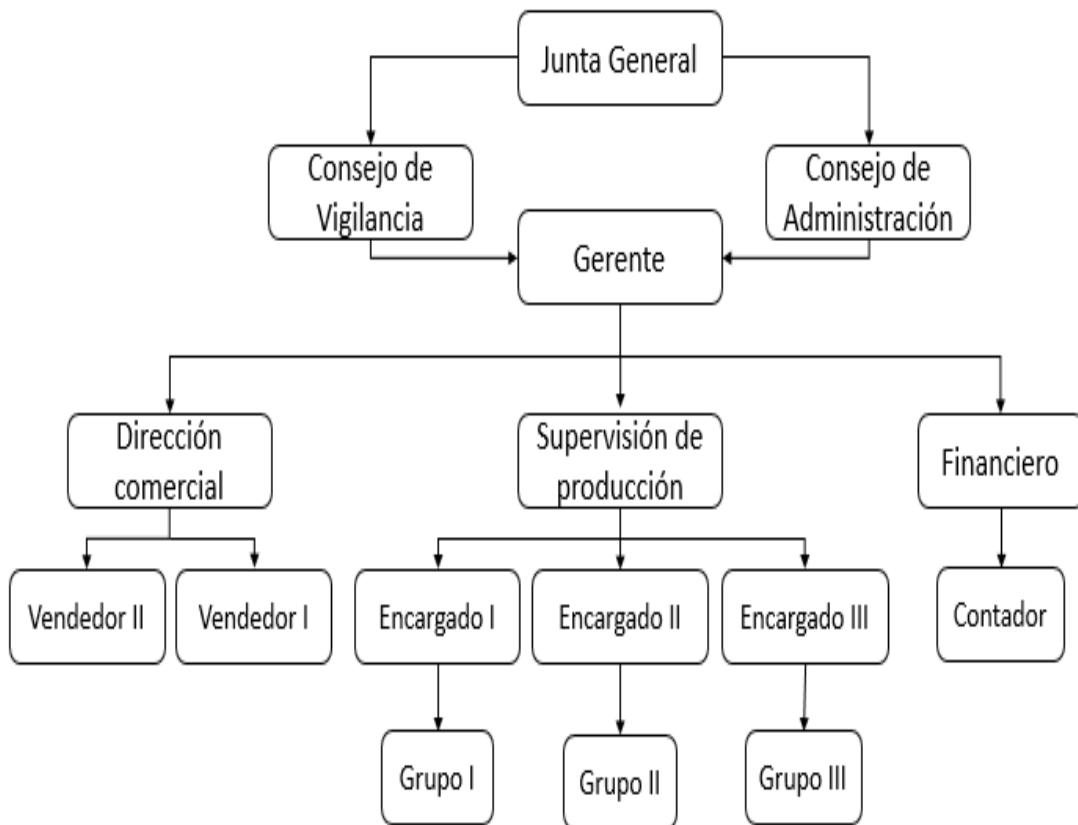 Junta General
Consejo de
Vigilancia
Consejo de
Administración
Gerente
Dirección
comercial
Supervisión de
producción
Financiero
Vendedor II
Vendedor I
Encargado I
Encargado II
Encargado III
Contador
Grupo I
Grupo II
Grupo III